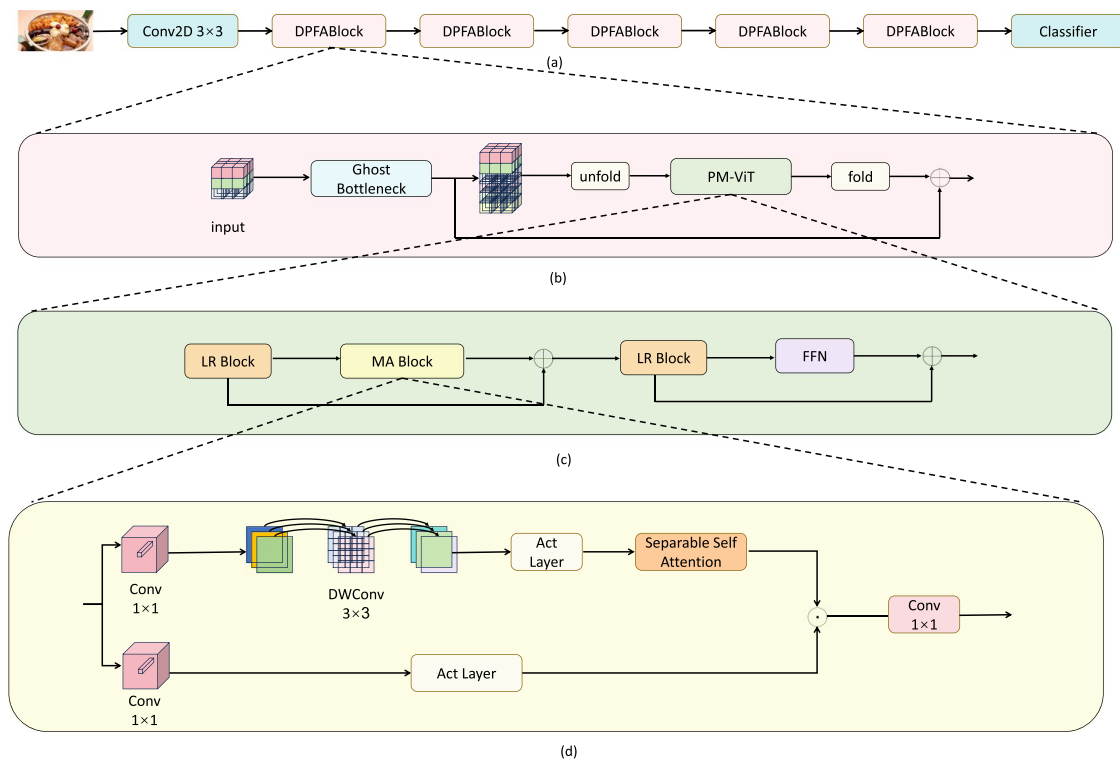 Conv2D 3×3
DPFABlock
DPFABlock
DPFABlock
DPFABlock
DPFABlock
Classifier
(a)
input
Ghost
Bottleneck
unfold
PM-ViT
fold
(b)
LR Block
MA Block
LR Block
FFN
(c)
Conv
1×1
DWConv
3×3
Act
Layer
Separable Self
Attention
Conv
1×1
Conv
1×1
Act Layer
(d)